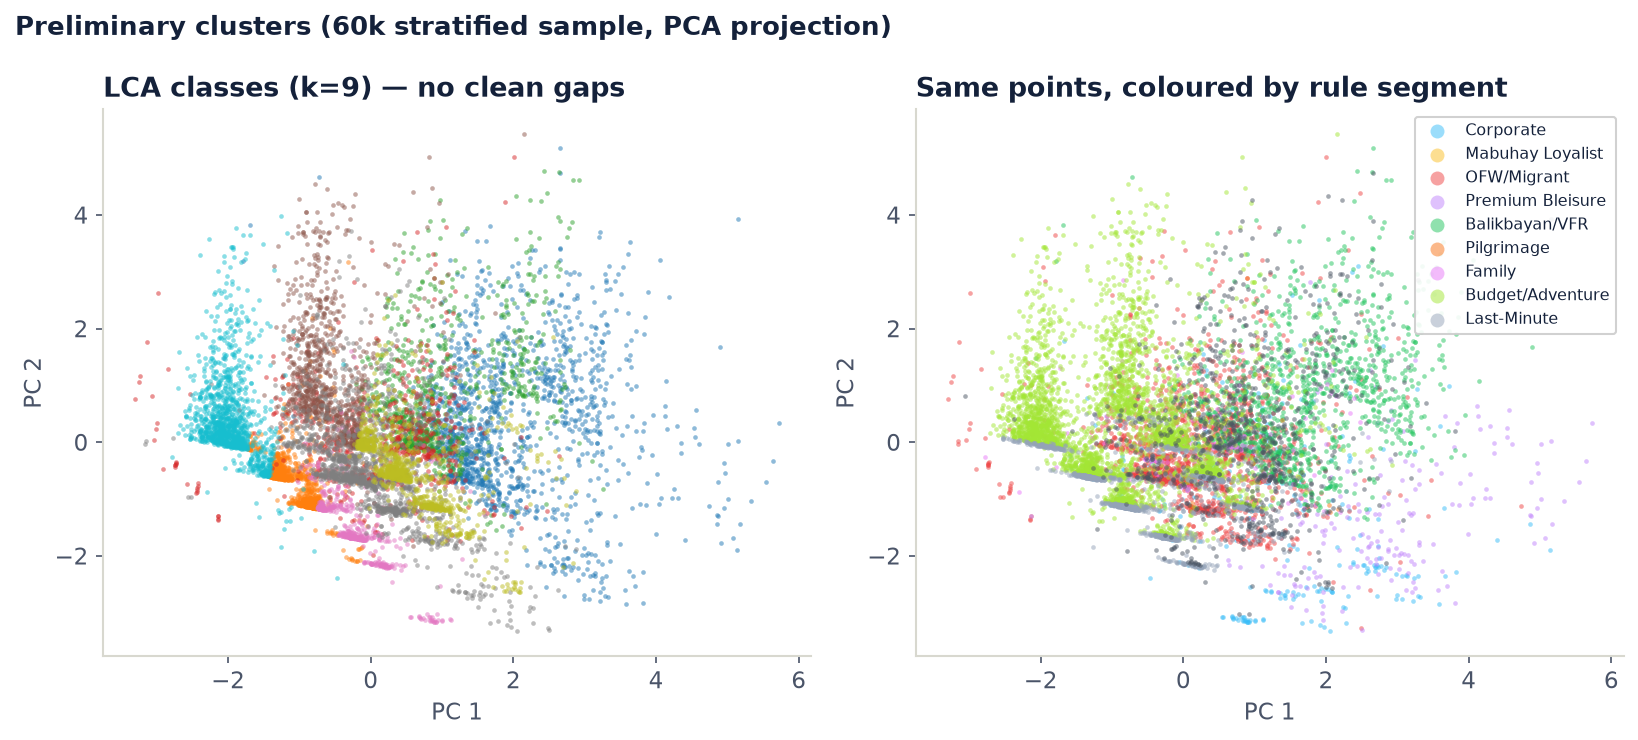 Preliminary clusters (60k stratified sample, PCA projection)
LCA classes (k=9) — no clean gaps
4
2
0
−2
PC 2
−2
0
2
4
6
PC 1
Same points, coloured by rule segment
Corporate
Mabuhay Loyalist
OFW/Migrant
Premium Bleisure
Balikbayan/VFR
Pilgrimage
Family
Budget/Adventure
Last-Minute
4
2
0
−2
PC 2
−2
0
2
4
6
PC 1